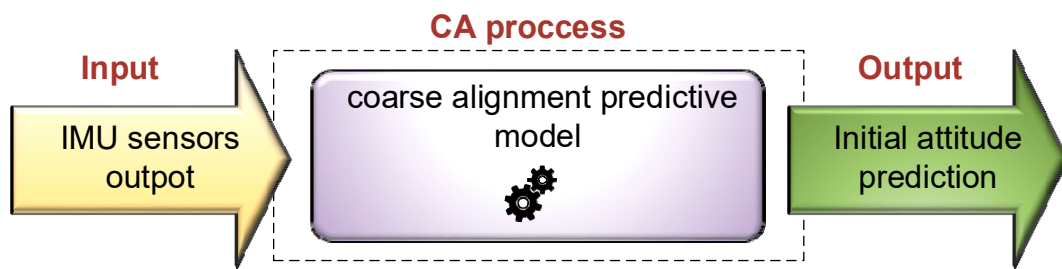 CA proccess
Input
Output
IMU sensors
outpot
coarse alignment predictive
model
Initial attitude
prediction